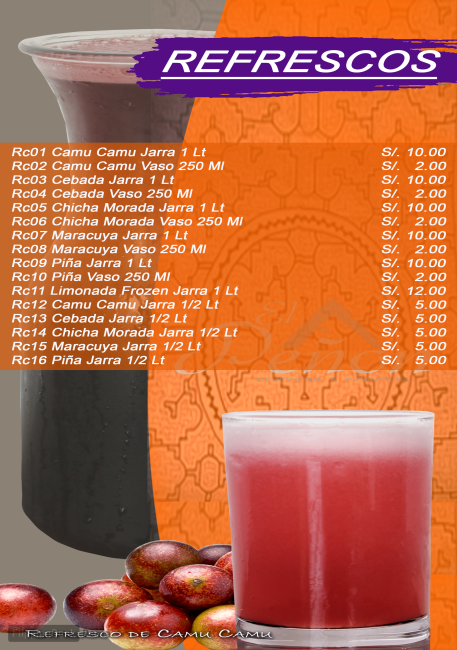 REFRESCOS
Rc01 Camu Camu Jarra 1 Lt S/. 10.00
Rc02 Camu Camu Vaso 250 Ml S/. 2.00
Rc03 Cebada Jarra 1 Lt S/. 10.00
Rc04 Cebada Vaso 250 Ml S/. 2.00
Rc05 Chicha Morada Jarra 1 Lt S/. 10.00
Rc06 Chicha Morada Vaso 250 Ml S/. 2.00
Rc07 Maracuya Jarra 1 Lt S/. 10.00
Rc08 Maracuya Vaso 250 Ml S/. 2.00
Rc09 Piña Jarra 1 Lt S/. 10.00
Rc10 Piña Vaso 250 Ml S/. 2.00
Rc11 Limonada Frozen Jarra 1 Lt S/. 12.00
Rc12 Camu Camu Jarra 1/2 Lt S/. 5.00
Rc13 Cebada Jarra 1/2 Lt S/. 5.00
Rc14 Chicha Morada Jarra 1/2 Lt S/. 5.00
Rc15 Maracuya Jarra 1/2 Lt S/. 5.00
Rc16 Piña Jarra 1/2 Lt S/. 5.00
Refresco de Camu Camu